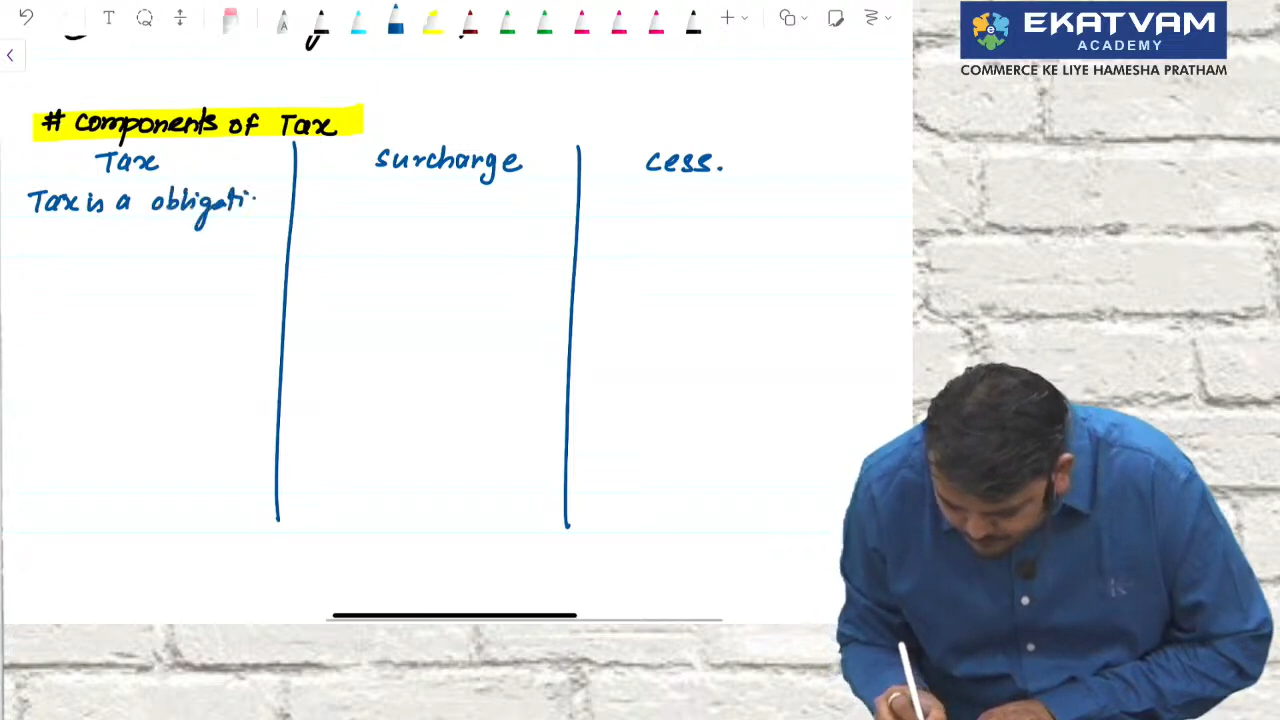 EKATVAM
ACADEMY
COMMERCE KE LIYE HAMESHA PRATHAM
# components of Tax
Tax
surcharge
cess.
Tax is a obligati